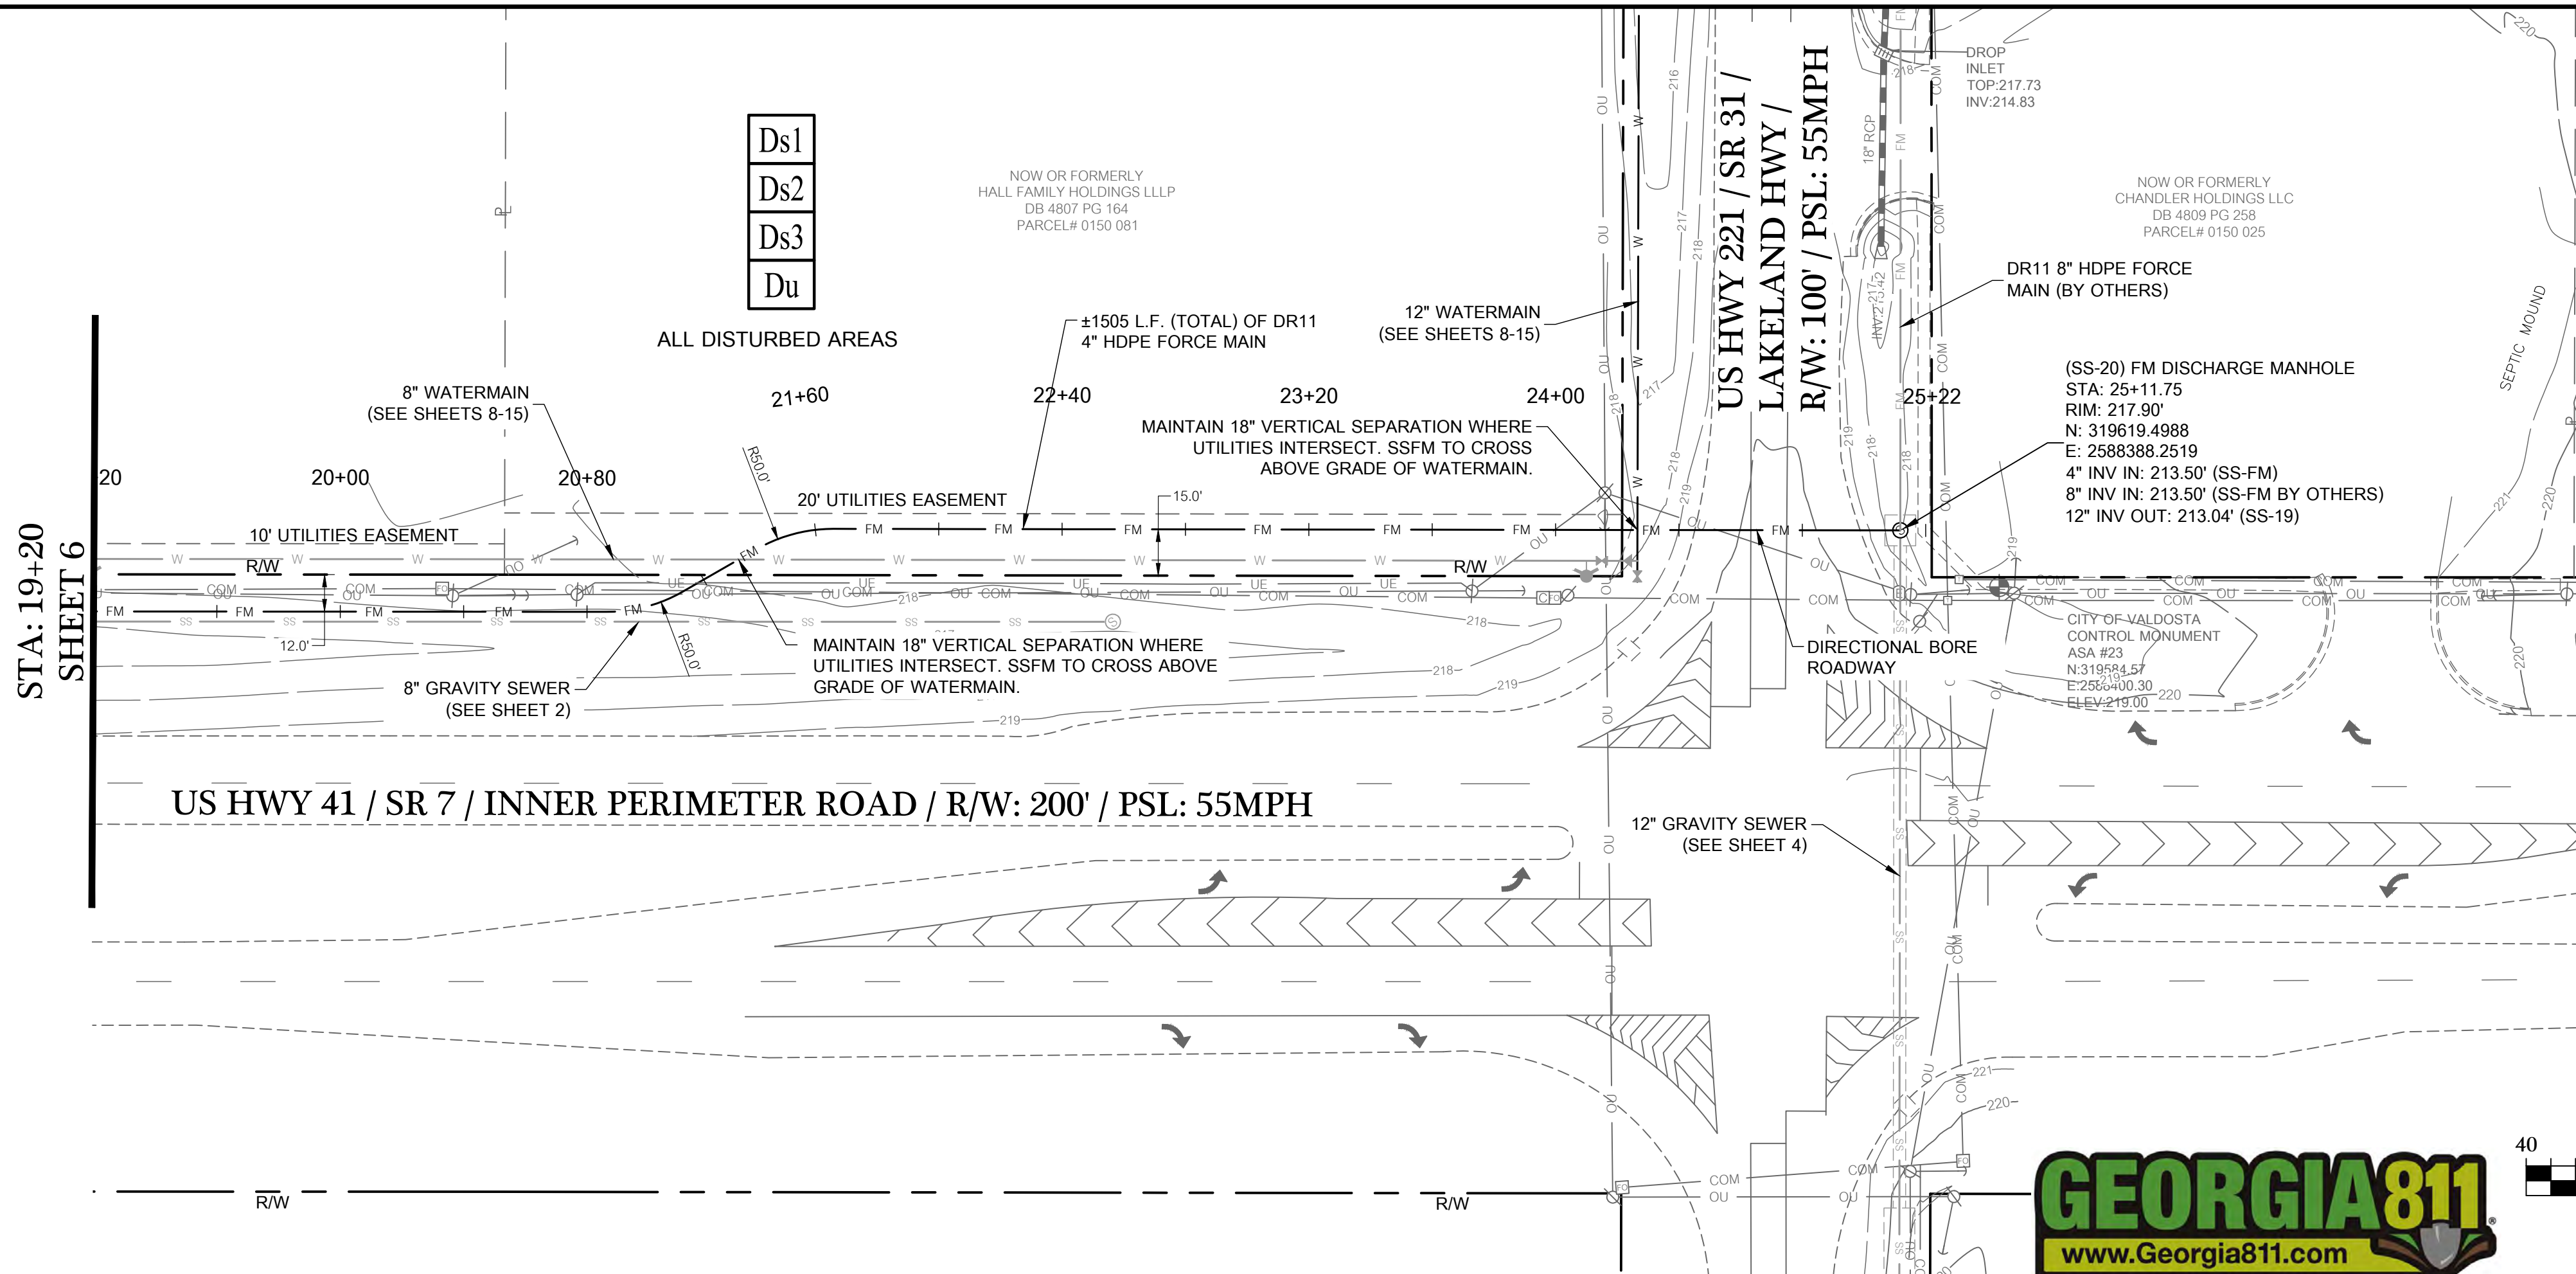 STA: 19+20
SHEET 6
Ds1
Ds2
Ds3
Du
ALL DISTURBED AREAS
NOW OR FORMERLY
HALL FAMILY HOLDINGS LLLP
DB 4807 PG 164
PARCEL# 0150 081
±1505 L.F. (TOTAL) OF DR11
4" HDPE FORCE MAIN
12" WATERMAIN
(SEE SHEETS 8-15)
8" WATERMAIN
(SEE SHEETS 8-15)
US HWY 221 / SR 31 /
LAKELAND HWY /
R/W: 100' / PSL: 55MPH
DROP
INLET
TOP:217.73
INV:214.83
18" RCP
NOW OR FORMERLY
CHANDLER HOLDINGS LLC
DB 4809 PG 258
PARCEL# 0150 025
DR11 8" HDPE FORCE
MAIN (BY OTHERS)
SEPTIC MOUND
(SS-20) FM DISCHARGE MANHOLE
STA: 25+11.75
RIM: 217.90'
N: 319619.4988
E: 2588388.2519
4" INV IN: 213.50' (SS-FM)
8" INV IN: 213.50' (SS-FM BY OTHERS)
12" INV OUT: 213.04' (SS-19)
20
20+00
20+80
21+60
22+40
23+20
24+00
25+22
MAINTAIN 18" VERTICAL SEPARATION WHERE
UTILITIES INTERSECT. SSFM TO CROSS
ABOVE GRADE OF WATERMAIN.
R50.0'
20' UTILITIES EASEMENT
15.0'
10' UTILITIES EASEMENT
R/W
R/W
12.0'
R50.0'
MAINTAIN 18" VERTICAL SEPARATION WHERE
UTILITIES INTERSECT. SSFM TO CROSS ABOVE
GRADE OF WATERMAIN.
8" GRAVITY SEWER
(SEE SHEET 2)
DIRECTIONAL BORE
ROADWAY
CITY OF VALDOSTA
CONTROL MONUMENT
ASA #23
N:319584.57
ELEV:219.00
US HWY 41 / SR 7 / INNER PERIMETER ROAD / R/W: 200' / PSL: 55MPH
12" GRAVITY SEWER
(SEE SHEET 4)
R/W
R/W
40
GEORGIA811
www.Georgia811.com